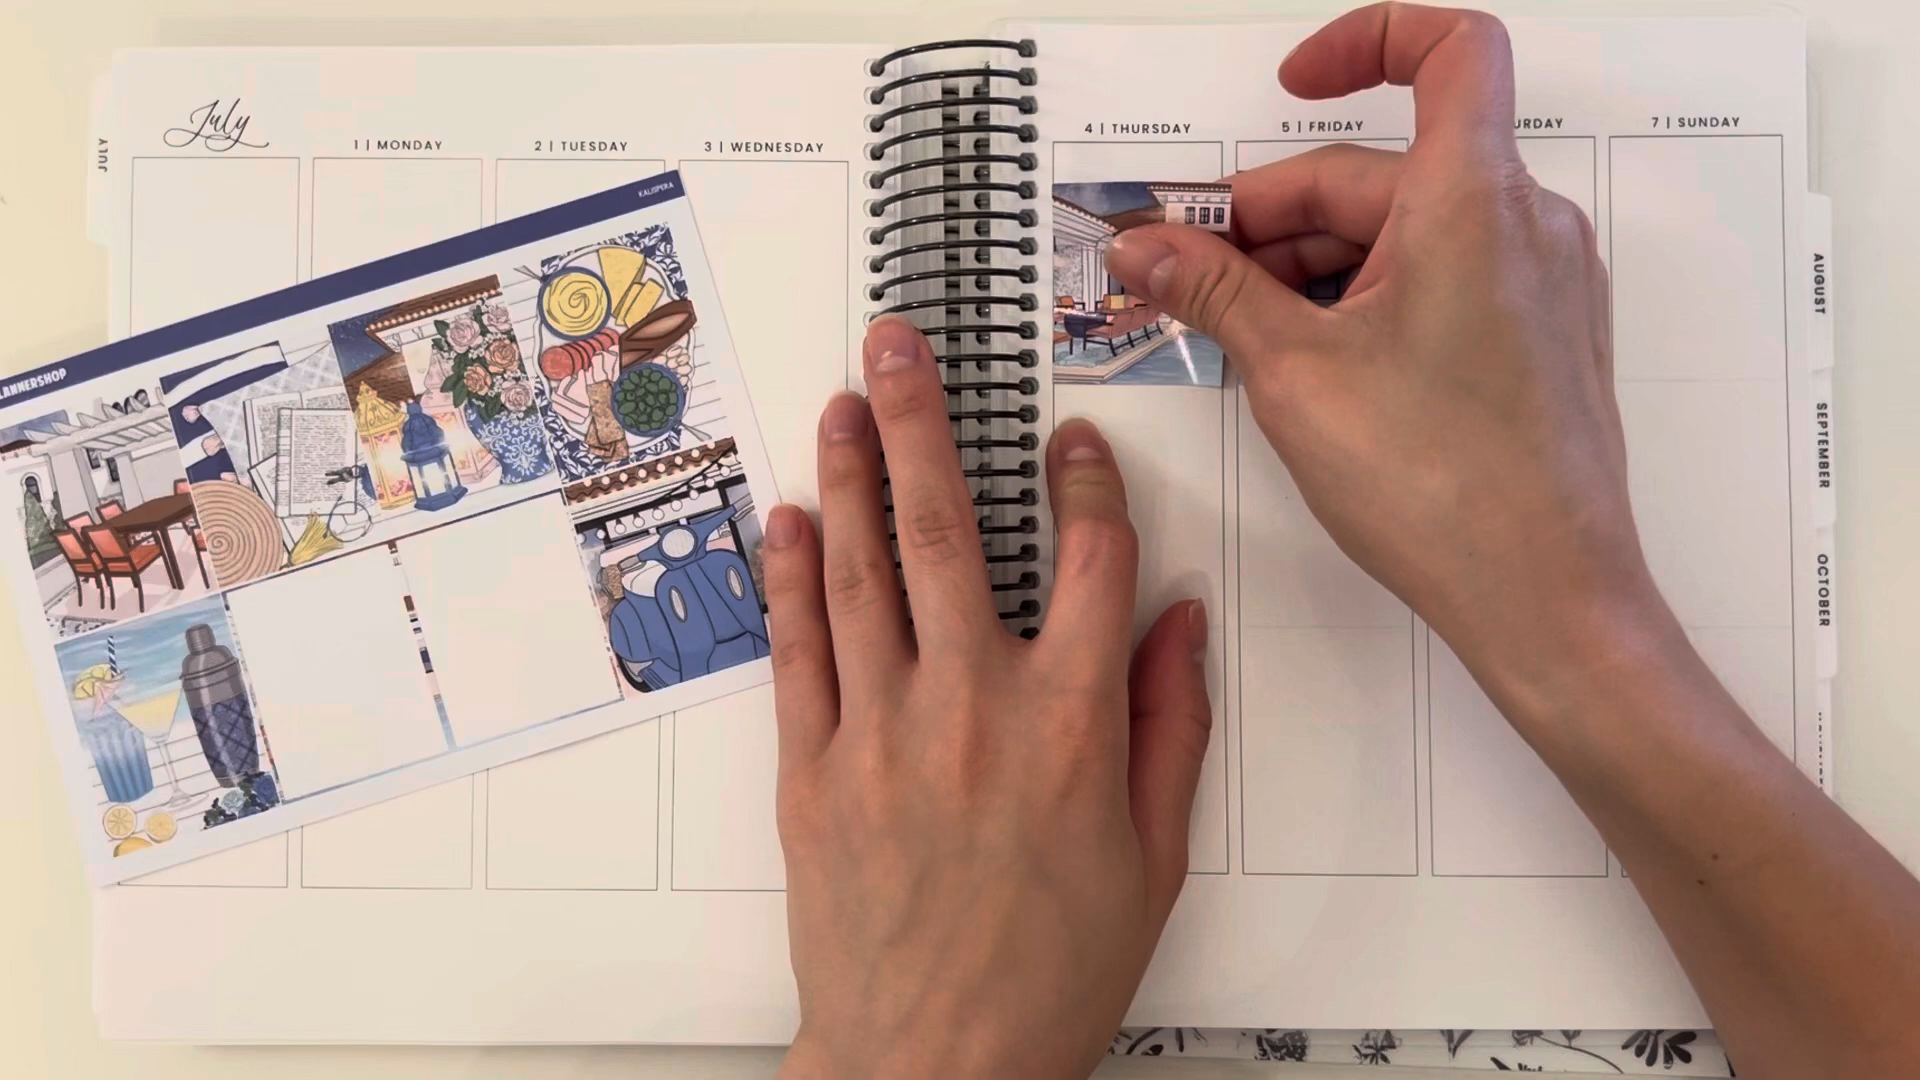 July
JULY
1 | MONDAY
2 | TUESDAY
3 | WEDNESDAY
4 | THURSDAY
5 | FRIDAY
URDAY
7 | SUNDAY
KALISPERA
LANNERSHOP
AUGUST
SEPTEMBER
OCTOBER